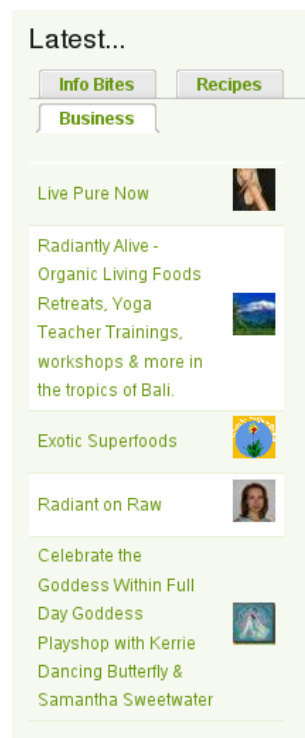 Latest...
Info Bites
Recipes
Business
Live Pure Now
Radiantly Alive -
Organic Living Foods
Retreats, Yoga
Teacher Trainings,
workshops & more in
the tropics of Bali.
Exotic Superfoods
Radiant on Raw
Celebrate the
Goddess Within Full
Day Goddess
Playshop with Kerrie
Dancing Butterfly &
Samantha Sweetwater